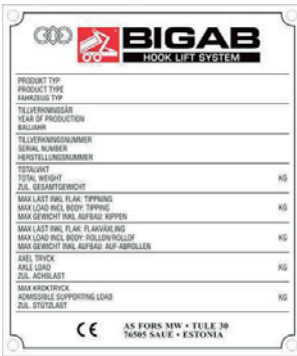 BIGAB
HOOK LIFT SYSTEM
PRODUKT TYP
PRODUCT TYPE
FAHRZEUG TYP
TILLVERKNINGSÅR
YEAR OF PRODUCTION
BAUJAHR
TILLVERKNINGSNUMMER
SERIAL NUMBER
HERSTELLUNGSNUMMER
TOTALVIKT
TOTAL WEIGHT KG
ZUL. GESAMTGEWICHT
MAX LAST INKL FLAK: TIPPNING
MAX LOAD INCL BODY: TIPPING KG
MAX GEWICHT INKL AUFBAU: KIPPEN
MAX LAST INKL FLAK: FLAKVÄXLING
MAX LOAD INCL BODY: ROLLON/ROLLOF KG
MAX GEWICHT INKL AUFBAU: AUF-ABROLLEN
AXEL TRYCK
AXLE LOAD KG
ZUL. ACHSLAST
MAX KROKTRYCK
ADMISSIBLE SUPPORTING LOAD KG
ZUL. STÜTZLAST
CE
AS FORS MW • TULE 30
76505 SAUE • ESTONIA